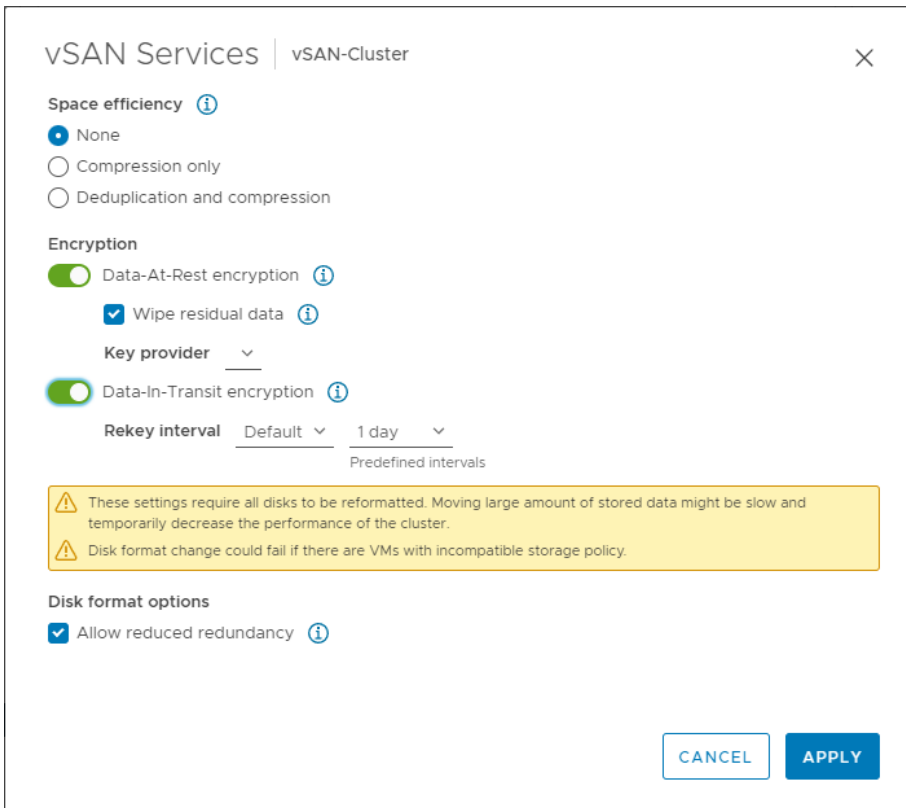 vSAN Services vSAN-Cluster
Space efficiency
None
Compression only
Deduplication and compression
Encryption
Data-At-Rest encryption
Wipe residual data
Key provider
Data-In-Transit encryption
Rekey interval Default 1 day
Predefined intervals
These settings require all disks to be reformatted. Moving large amount of stored data might be slow and
temporarily decrease the performance of the cluster.
Disk format change could fail if there are VMs with incompatible storage policy.
Disk format options
Allow reduced redundancy
CANCEL APPLY